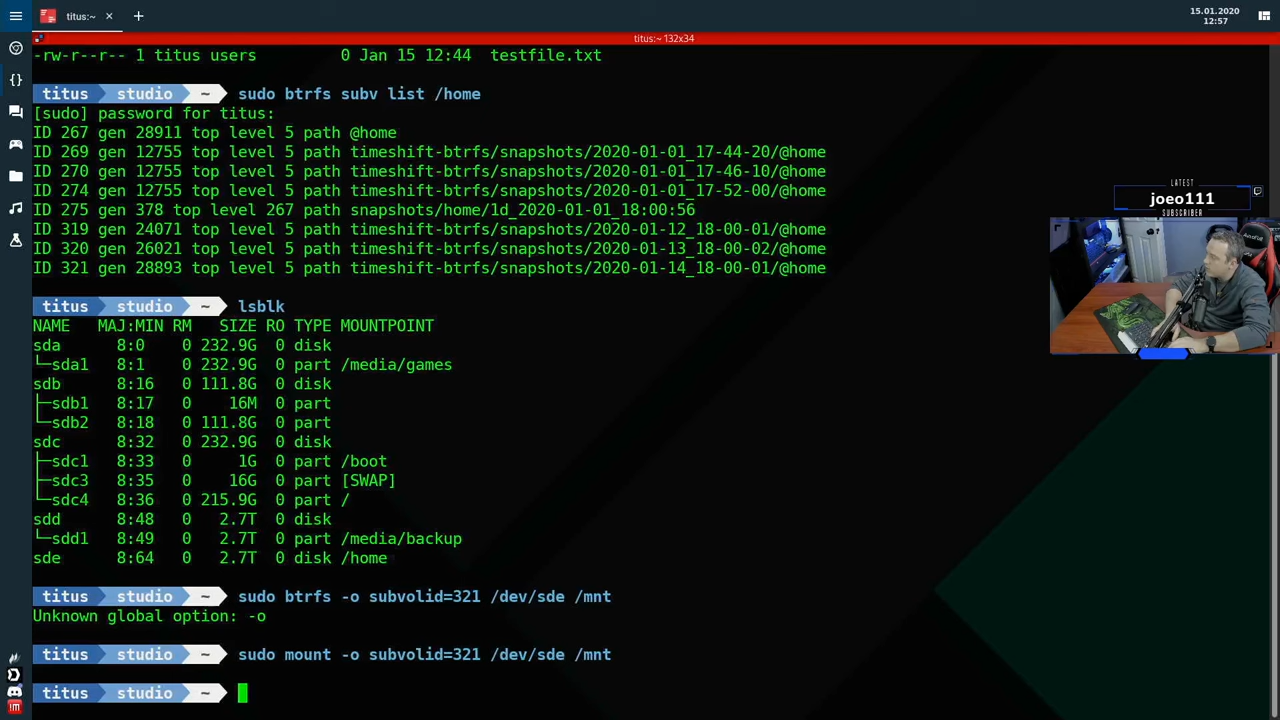 titus:~ × +
15.01.2020
12:57
titus:~ 132x34
-rw-r--r-- 1 titus users 0 Jan 15 12:44 testfile.txt
titus studio ~ sudo btrfs subv list /home
[sudo] password for titus:
ID 267 gen 28911 top level 5 path @home
ID 269 gen 12755 top level 5 path timeshift-btrfs/snapshots/2020-01-01_17-44-20/@home
ID 270 gen 12755 top level 5 path timeshift-btrfs/snapshots/2020-01-01_17-46-10/@home
ID 274 gen 12755 top level 5 path timeshift-btrfs/snapshots/2020-01-01_17-52-00/@home
ID 275 gen 378 top level 267 path snapshots/home/1d_2020-01-01_18:00:56
ID 319 gen 24071 top level 5 path timeshift-btrfs/snapshots/2020-01-12_18-00-01/@home
ID 320 gen 26021 top level 5 path timeshift-btrfs/snapshots/2020-01-13_18-00-02/@home
ID 321 gen 28893 top level 5 path timeshift-btrfs/snapshots/2020-01-14_18-00-01/@home
LATEST
joeo111
SUBSCRIBER
titus studio ~ lsblk
NAME MAJ:MIN RM SIZE RO TYPE MOUNTPOINT
sda 8:0 0 232.9G 0 disk
└─sda1 8:1 0 232.9G 0 part /media/games
sdb 8:16 0 111.8G 0 disk
├─sdb1 8:17 0 16M 0 part
└─sdb2 8:18 0 111.8G 0 part
sdc 8:32 0 232.9G 0 disk
├─sdc1 8:33 0 1G 0 part /boot
├─sdc3 8:35 0 16G 0 part [SWAP]
└─sdc4 8:36 0 215.9G 0 part /
sdd 8:48 0 2.7T 0 disk
└─sdd1 8:49 0 2.7T 0 part /media/backup
sde 8:64 0 2.7T 0 disk /home
titus studio ~ sudo btrfs -o subvolid=321 /dev/sde /mnt
Unknown global option: -o
titus studio ~ sudo mount -o subvolid=321 /dev/sde /mnt
titus studio ~